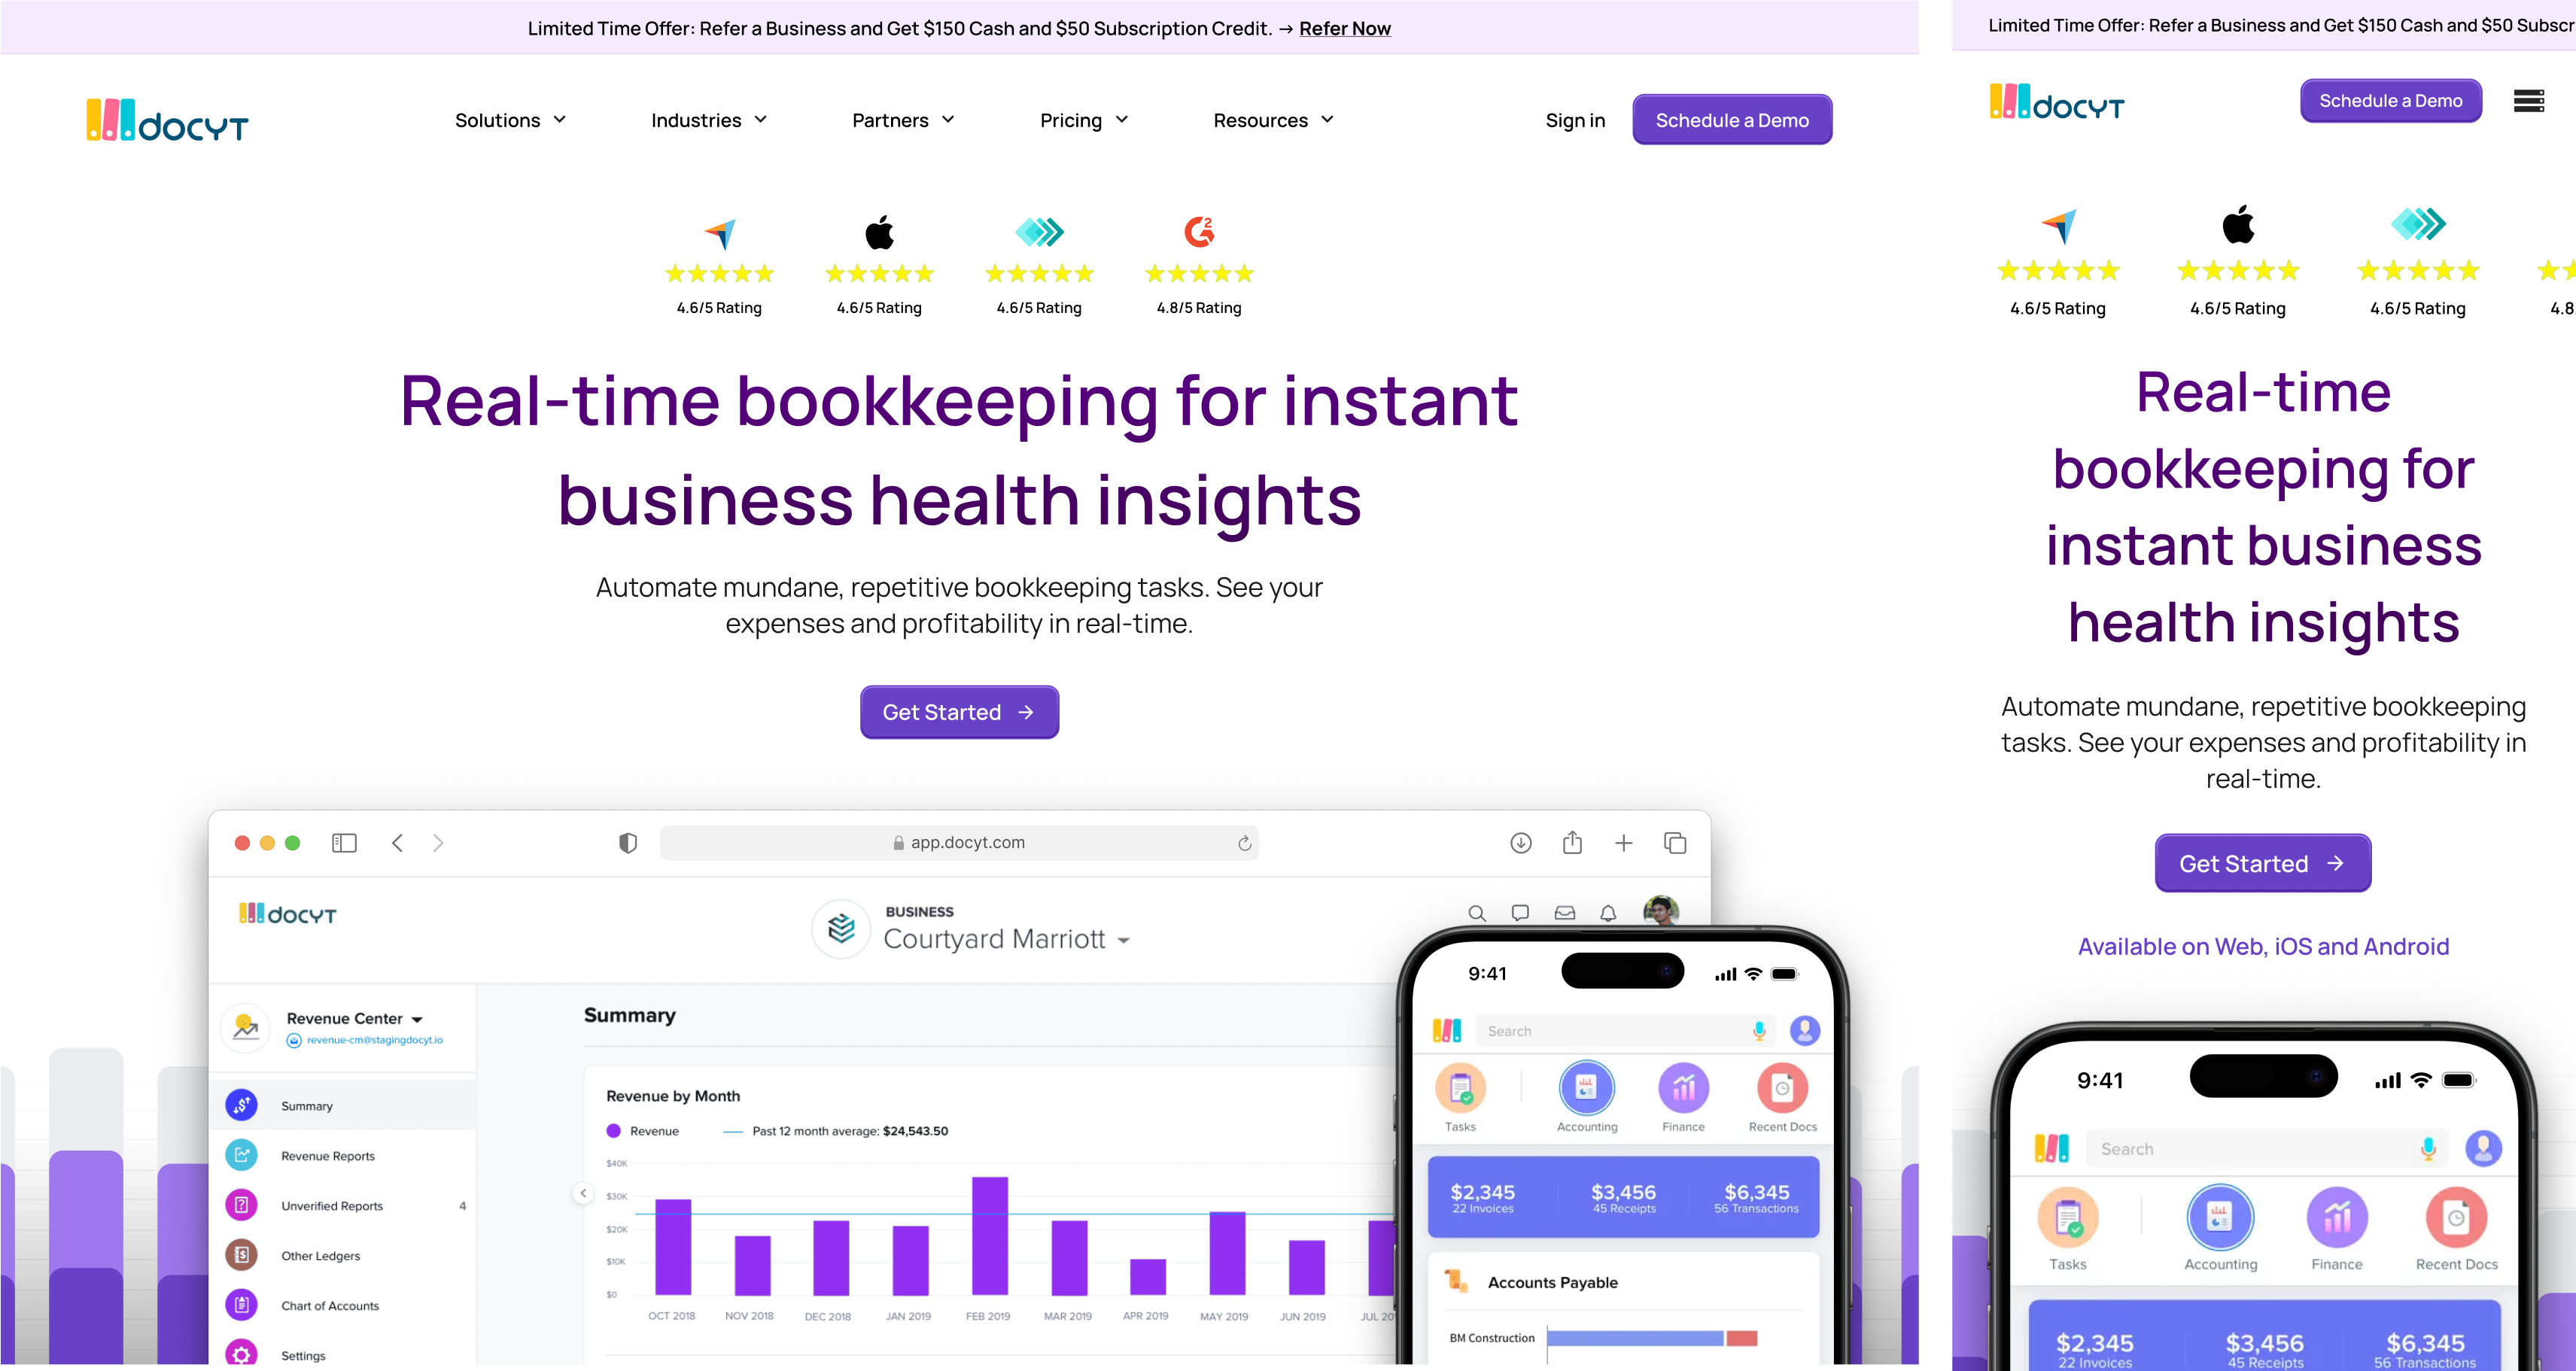 Limited Time Offer: Refer a Business and Get $150 Cash and $50 Subscription Credit. → Refer Now
docyt
Solutions
Industries
Partners
Pricing
Resources
Sign in
Schedule a Demo
4.6/5 Rating
4.6/5 Rating
4.6/5 Rating
4.8/5 Rating
Real-time bookkeeping for instant
business health insights
Automate mundane, repetitive bookkeeping tasks. See your
expenses and profitability in real-time.
Get Started →
app.docyt.com
docyt
BUSINESS
Courtyard Marriott
Revenue Center
revenue-cm@stagingdocyt.io
Summary
Revenue Reports
Unverified Reports 4
Other Ledgers
Chart of Accounts
Settings
Summary
Revenue by Month
Revenue
Past 12 month average: $24,543.50
$40K
$30K
$20K
$10K
$0
OCT 2018 NOV 2018 DEC 2018 JAN 2019 FEB 2019 MAR 2019 APR 2019 MAY 2019 JUN 2019 JUL 20
9:41
Search
Tasks
Accounting
Finance
Recent Docs
$2,345 $3,456 $6,345
22 Invoices 45 Receipts 56 Transactions
Accounts Payable
BM Construction
Limited Time Offer: Refer a Business and Get $150 Cash and $50 Subscr
docyt
Schedule a Demo
4.6/5 Rating
4.6/5 Rating
4.6/5 Rating
4.8
Real-time
bookkeeping for
instant business
health insights
Automate mundane, repetitive bookkeeping
tasks. See your expenses and profitability in
real-time.
Get Started →
Available on Web, iOS and Android
9:41
Search
Tasks
Accounting
Finance
Recent Docs
$2,345 $3,456 $6,345
22 Invoices 45 Receipts 56 Transactions